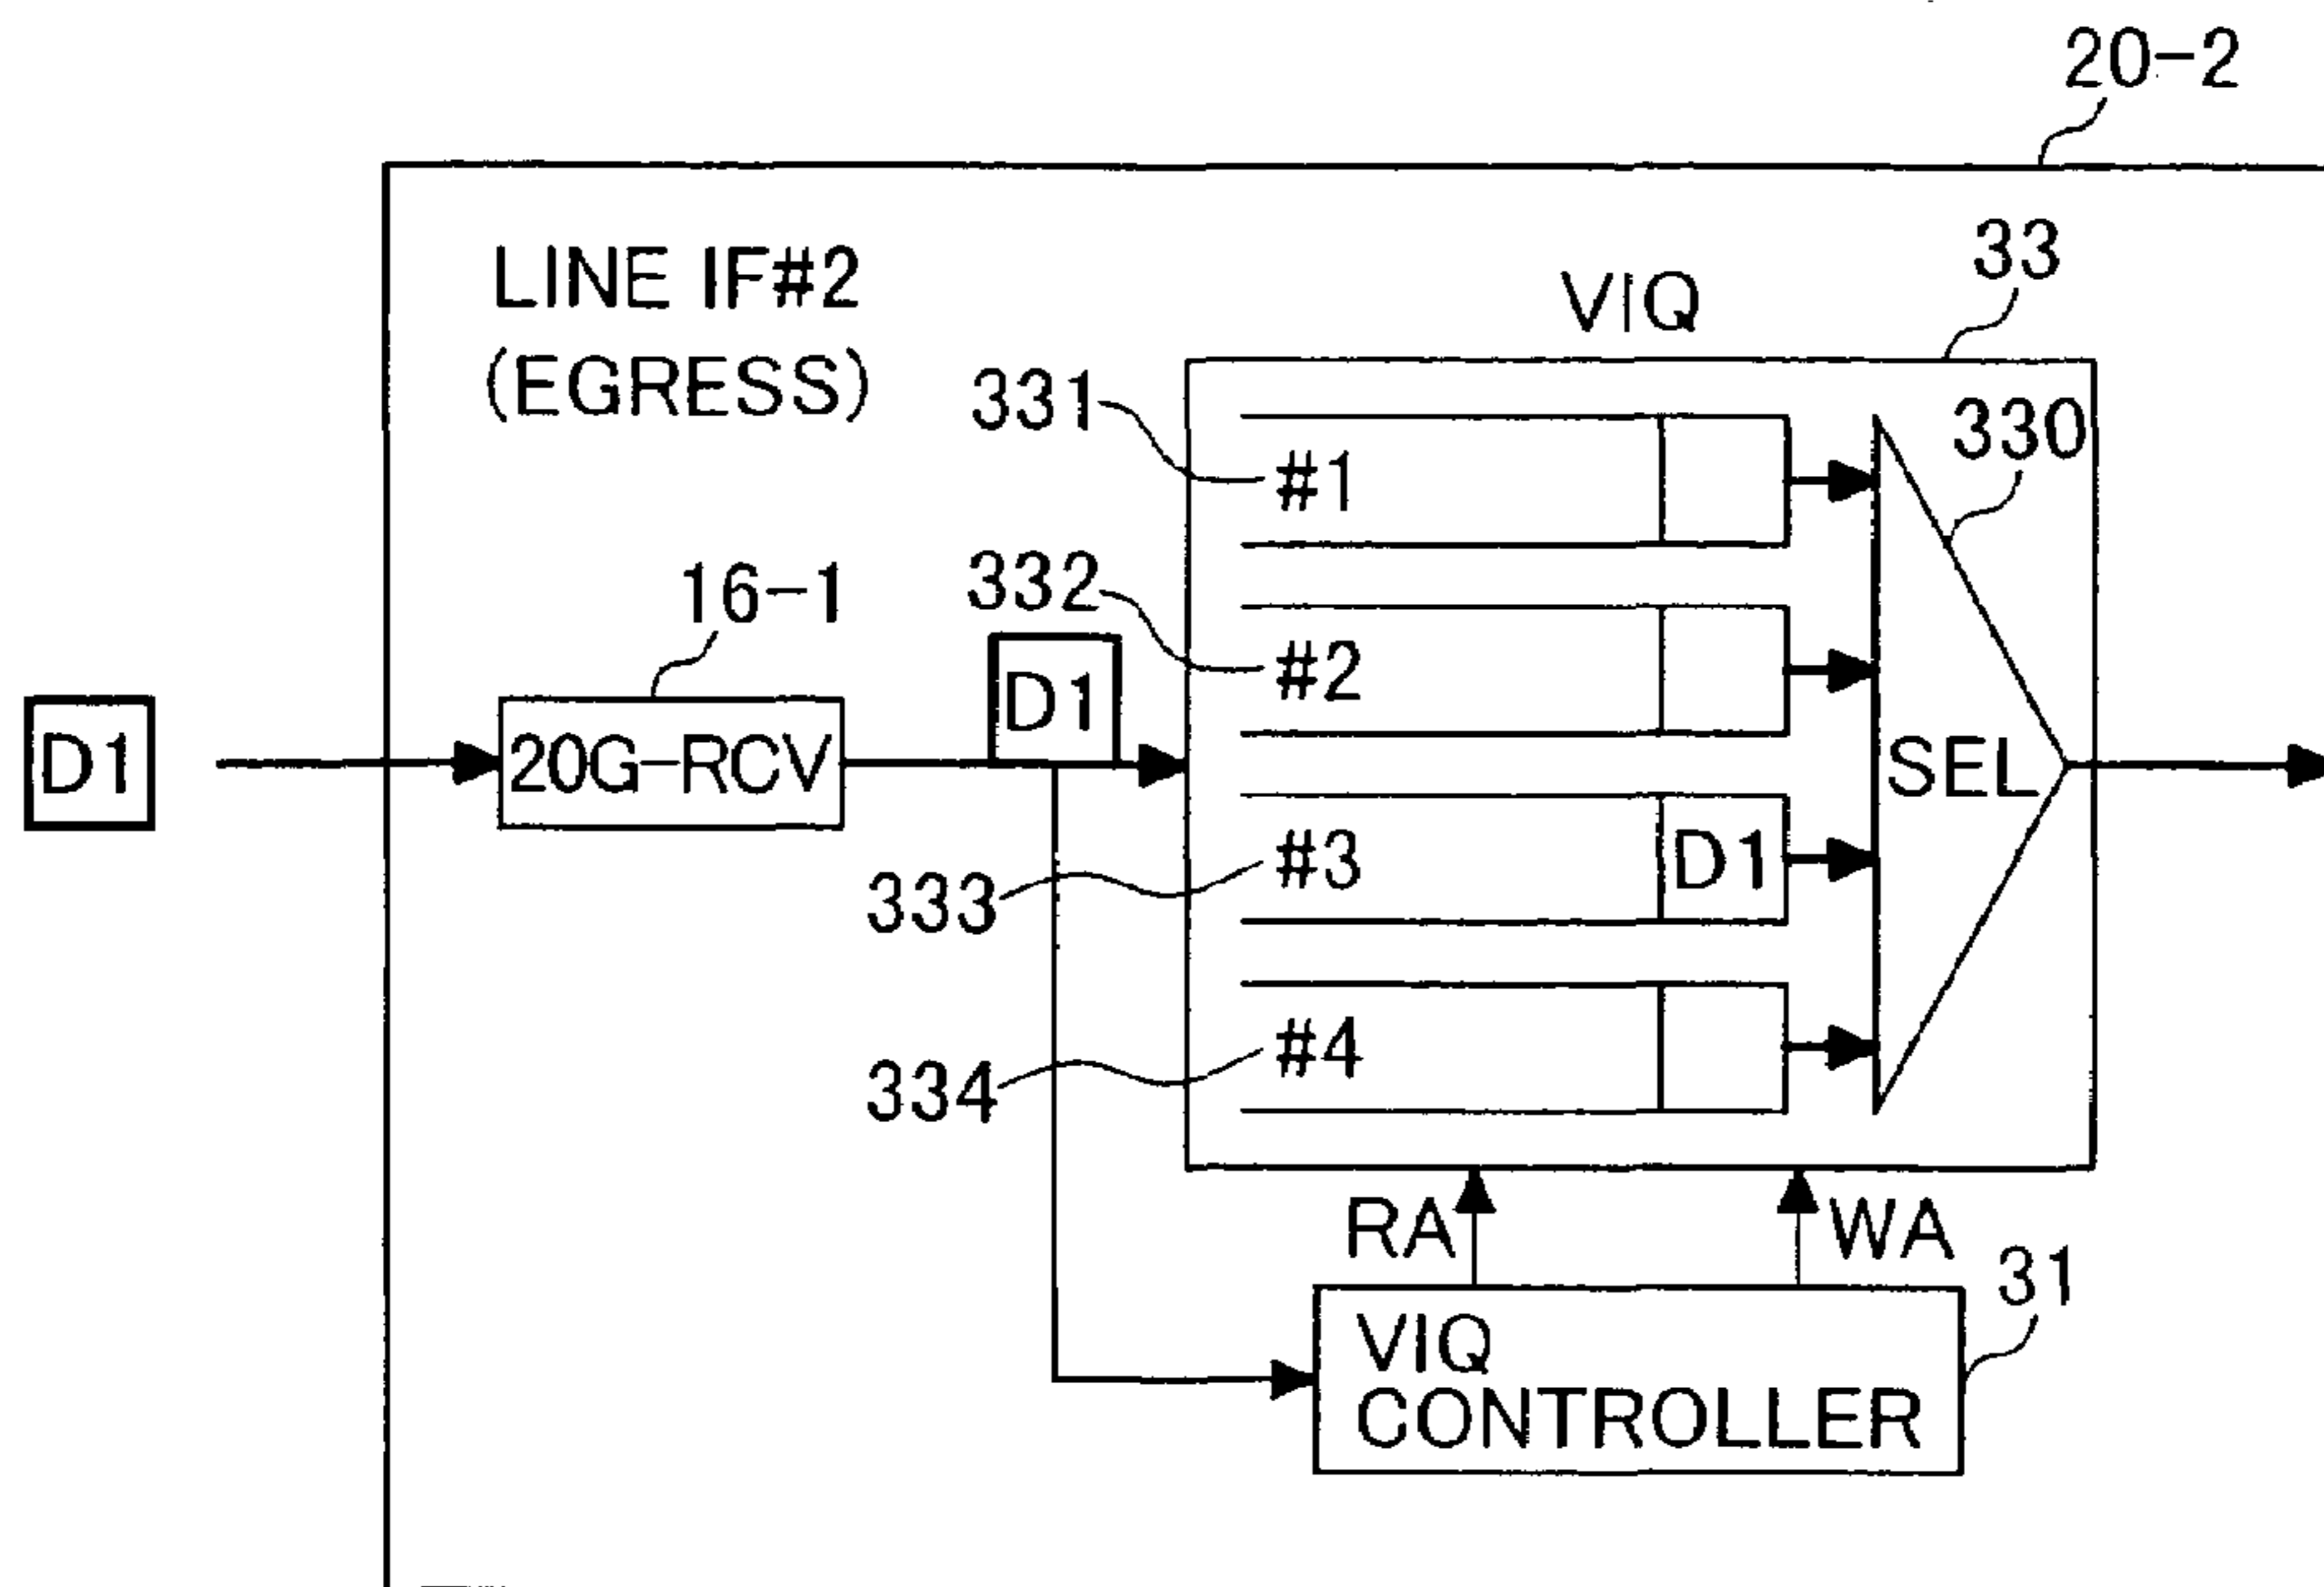 20-2
LINE IF#2
(EGRESS)
VIQ
33
331
#1
330
332
#2
16-1
D1
20G-RCV
D1
SEL
333
#3
D1
334
#4
RA
WA
31
VIQ
CONTROLLER